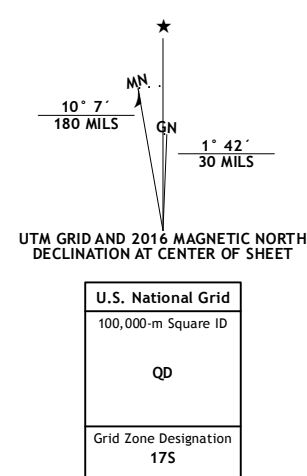 ★
MN
GN
10° 7´
180 MILS
1° 42´
30 MILS
UTM GRID AND 2016 MAGNETIC NORTH
DECLINATION AT CENTER OF SHEET
U.S. National Grid
100,000-m Square ID
QD
Grid Zone Designation
17S